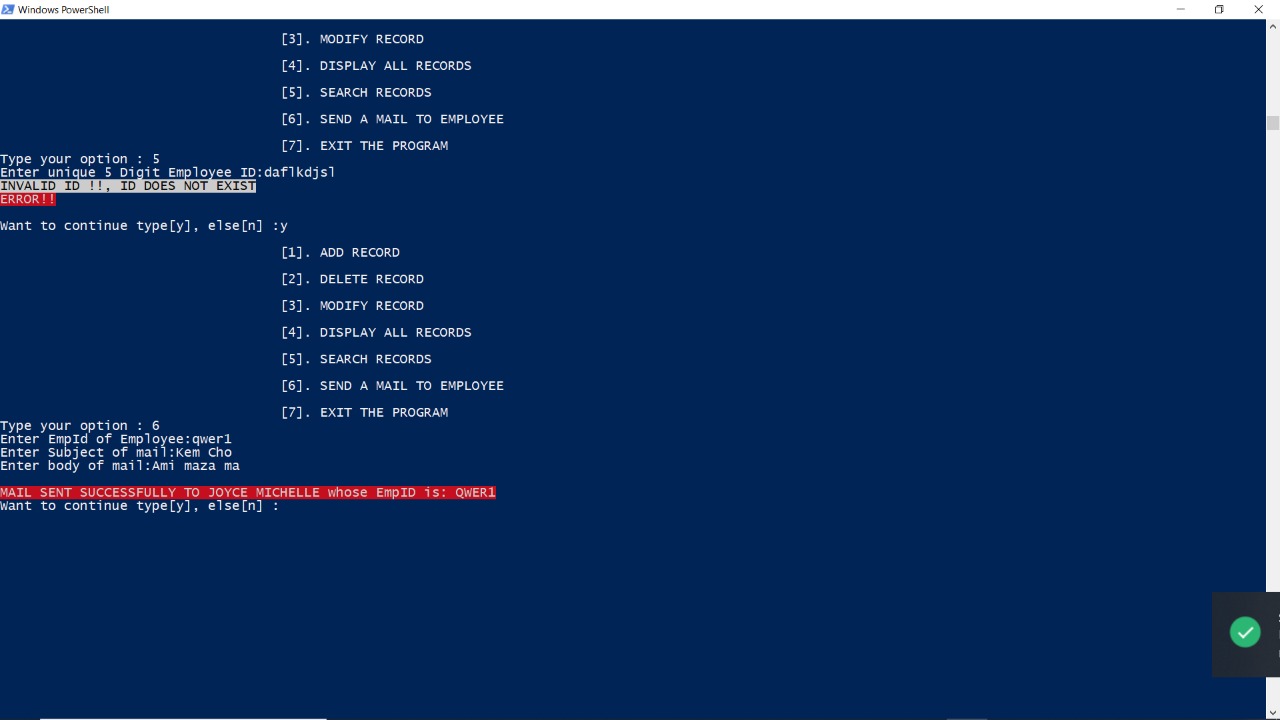 Windows PowerShell
[3]. MODIFY RECORD
[4]. DISPLAY ALL RECORDS
[5]. SEARCH RECORDS
[6]. SEND A MAIL TO EMPLOYEE
[7]. EXIT THE PROGRAM
Type your option : 5
Enter unique 5 Digit Employee ID:daflkdjsl
INVALID ID !!, ID DOES NOT EXIST
ERROR!!
Want to continue type[y], else[n] :y
[1]. ADD RECORD
[2]. DELETE RECORD
[3]. MODIFY RECORD
[4]. DISPLAY ALL RECORDS
[5]. SEARCH RECORDS
[6]. SEND A MAIL TO EMPLOYEE
[7]. EXIT THE PROGRAM
Type your option : 6
Enter EmpId of Employee:qwer1
Enter Subject of mail:Kem Cho
Enter body of mail:Ami maza ma
MAIL SENT SUCCESSFULLY TO JOYCE MICHELLE whose EmpID is: QWER1
Want to continue type[y], else[n] :